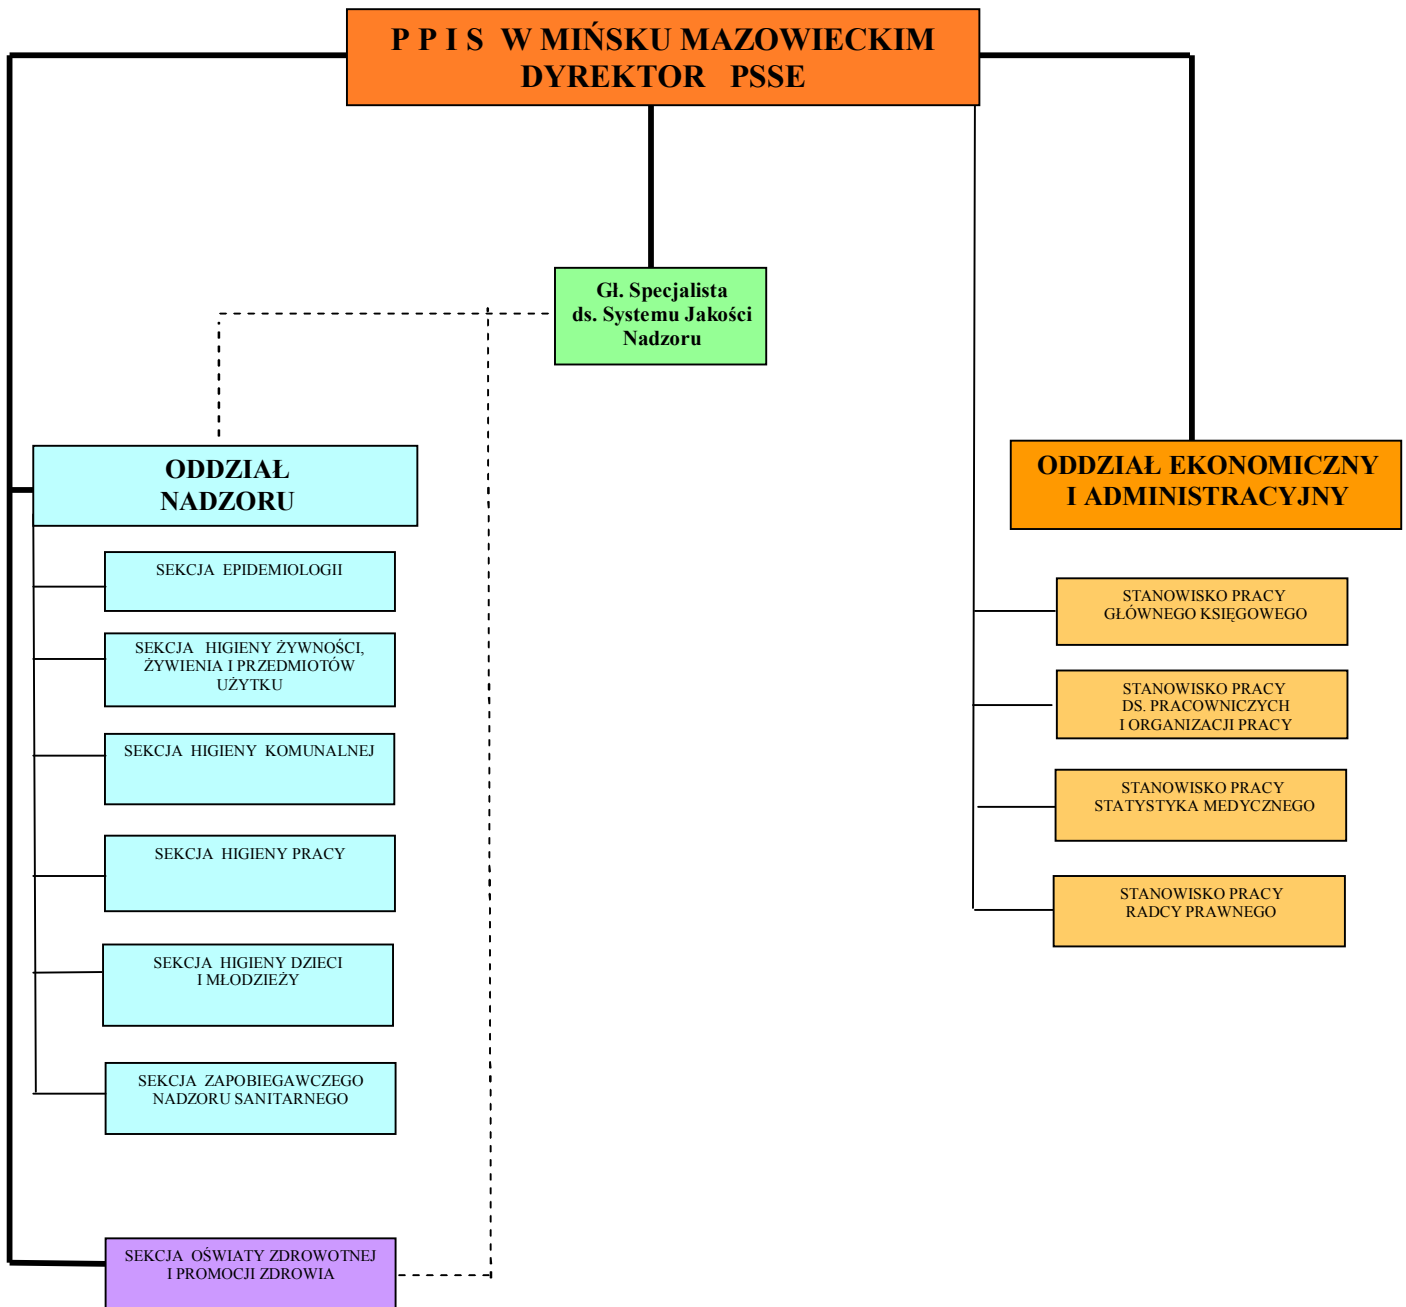 P P I S W MIŃSKU MAZOWIECKIM
DYREKTOR PSSE
Gł. Specjalista
ds. Systemu Jakości
Nadzoru
ODDZIAŁ
NADZORU
SEKCJA EPIDEMIOLOGII
SEKCJA HIGIENY ŻYWNOŚCI,
ŻYWIENIA I PRZEDMIOTÓW
UŻYTKU
SEKCJA HIGIENY KOMUNALNEJ
SEKCJA HIGIENY PRACY
SEKCJA HIGIENY DZIECI
I MŁODZIEŻY
SEKCJA ZAPOBIEGAWCZEGO
NADZORU SANITARNEGO
SEKCJA OŚWIATY ZDROWOTNEJ
I PROMOCJI ZDROWIA
ODDZIAŁ EKONOMICZNY
I ADMINISTRACYJNY
STANOWISKO PRACY
GŁÓWNEGO KSIĘGOWEGO
STANOWISKO PRACY
DS. PRACOWNICZYCH
I ORGANIZACJI PRACY
STANOWISKO PRACY
STATYSTYKA MEDYCZNEGO
STANOWISKO PRACY
RADCY PRAWNEGO